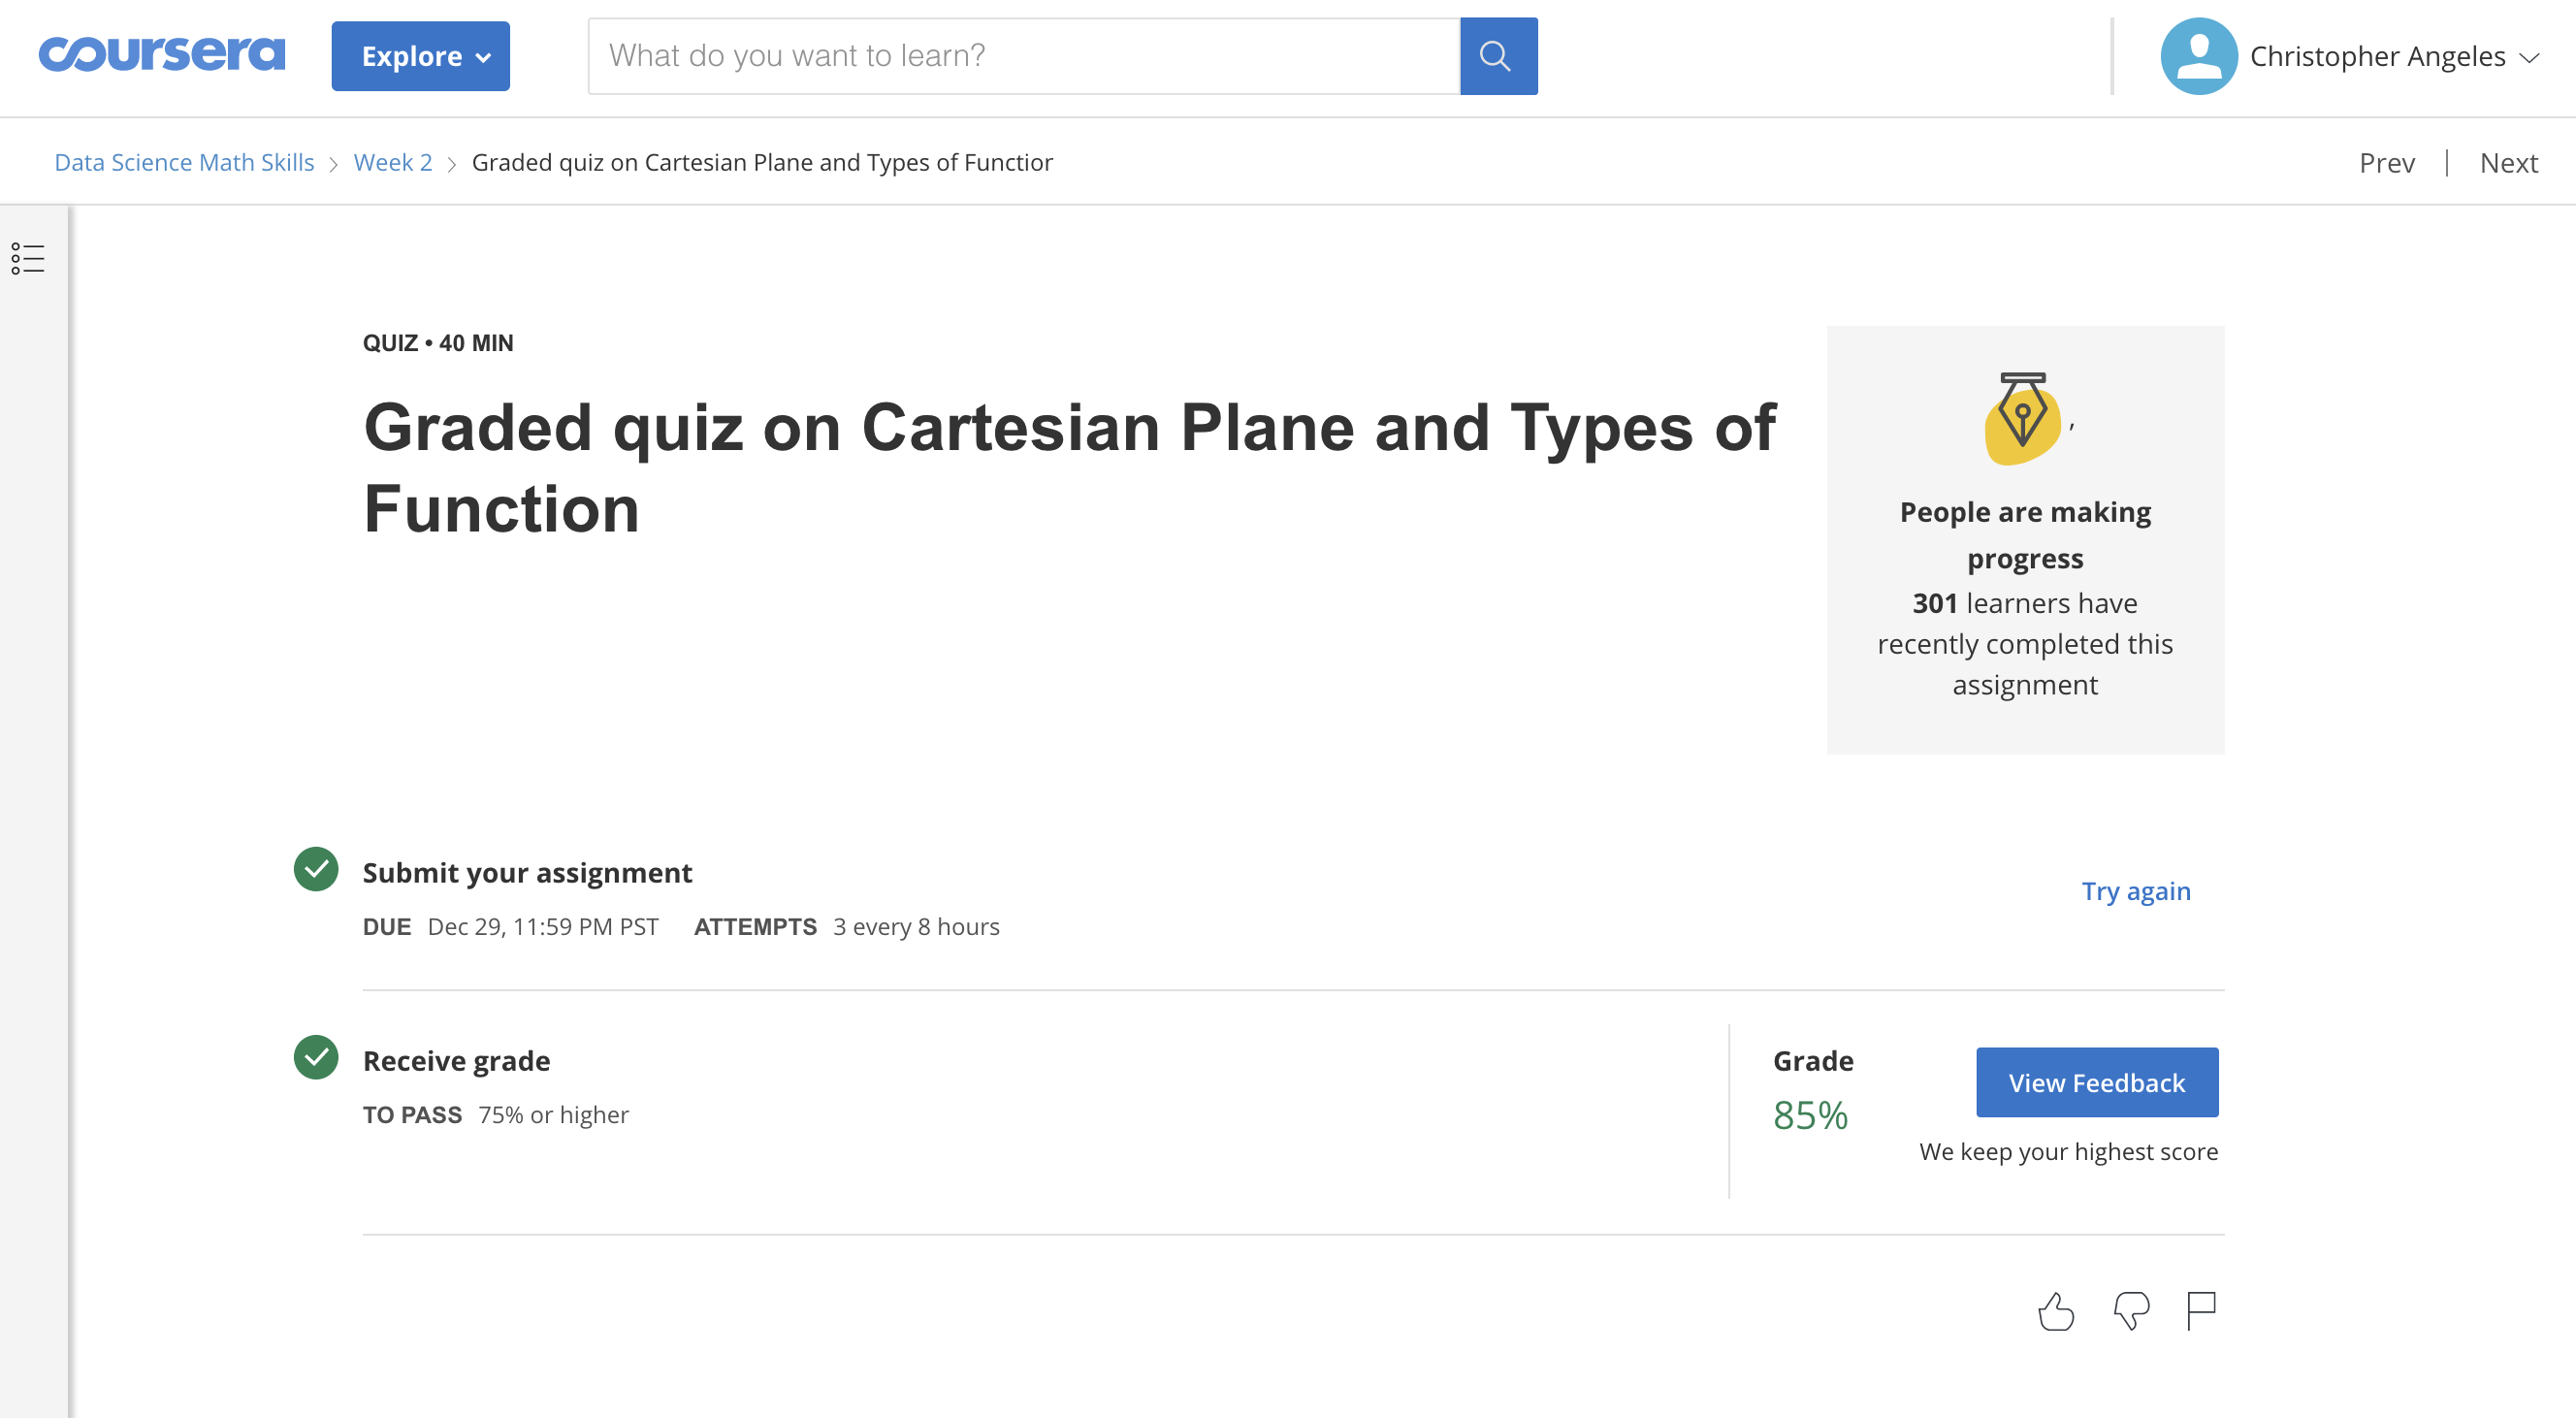 coursera
Explore
What do you want to learn?
Christopher Angeles
Data Science Math Skills > Week 2 > Graded quiz on Cartesian Plane and Types of Functior
Prev | Next
QUIZ • 40 MIN
Graded quiz on Cartesian Plane and Types of
Function
,
People are making
progress
301 learners have
recently completed this
assignment
Submit your assignment
Try again
DUE Dec 29, 11:59 PM PST ATTEMPTS 3 every 8 hours
Receive grade
TO PASS 75% or higher
Grade
85%
View Feedback
We keep your highest score